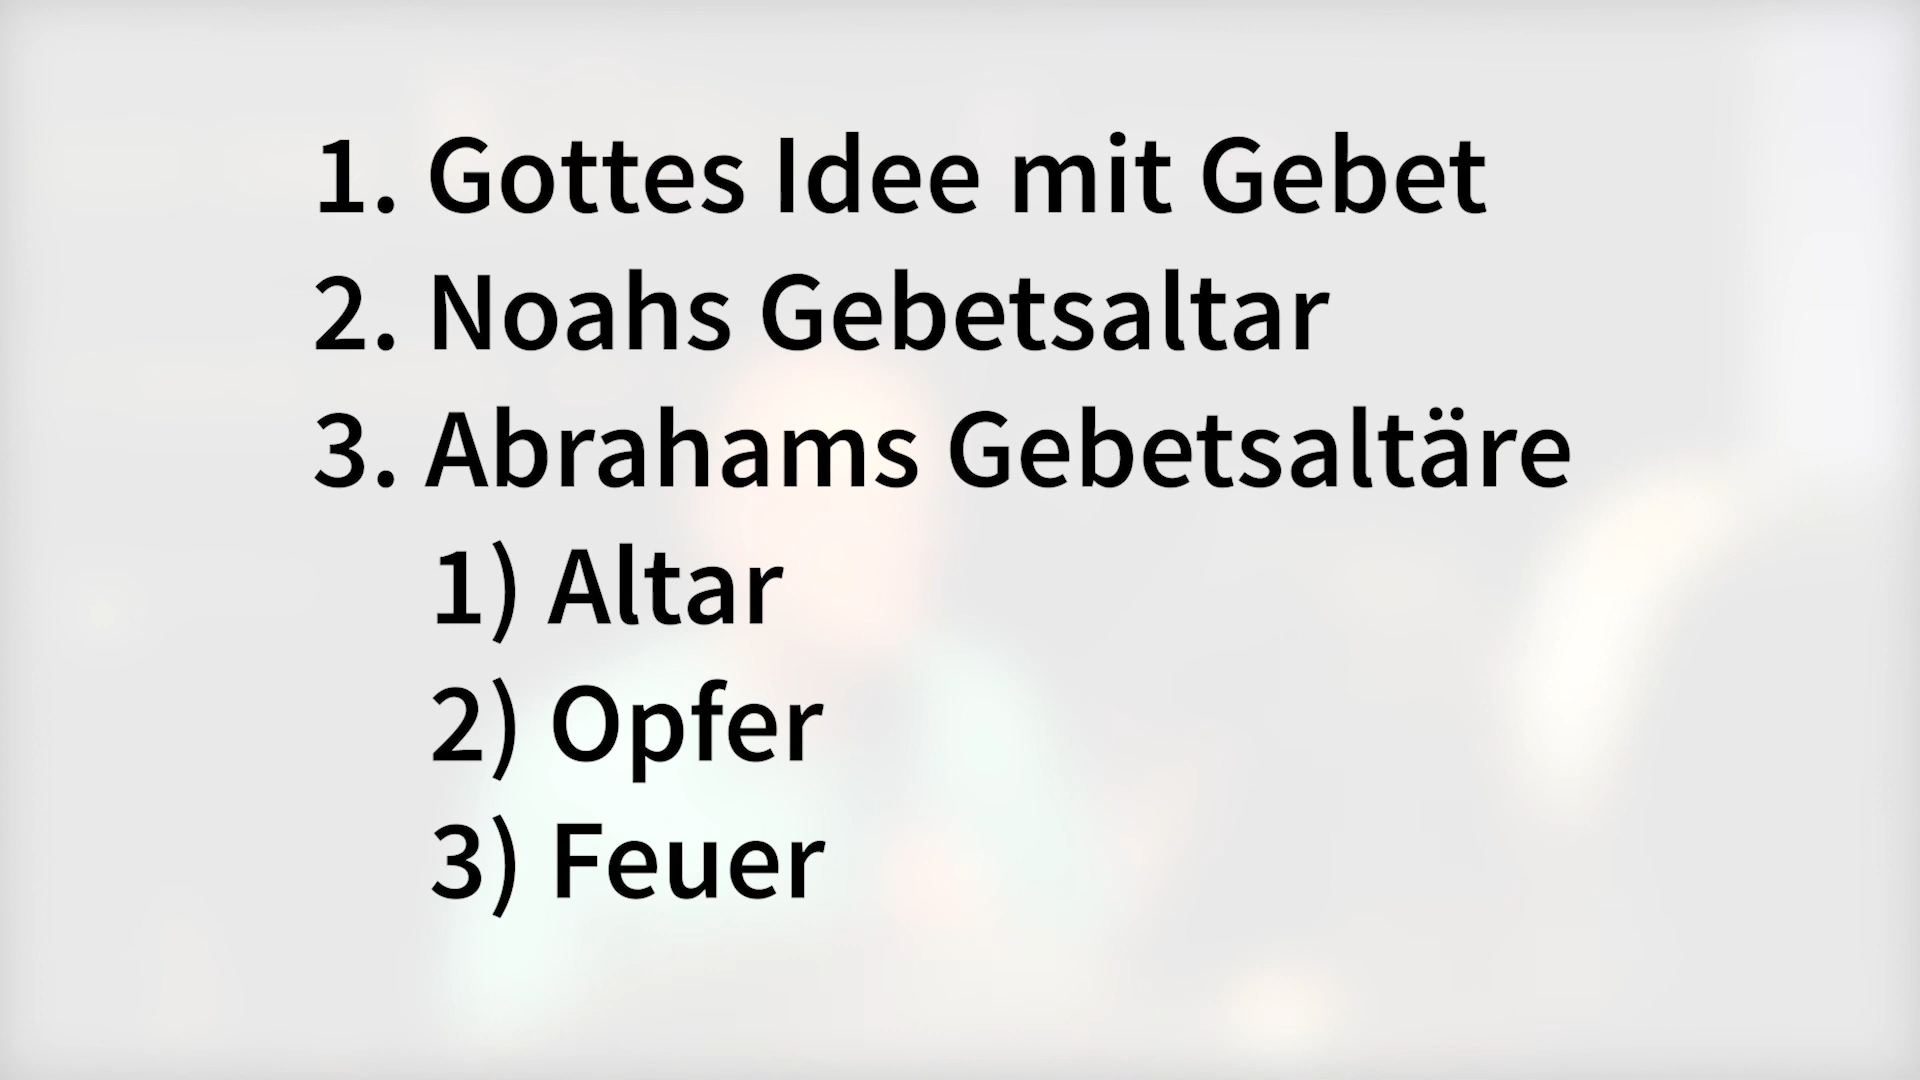 1. Gottes Idee mit Gebet
2. Noahs Gebetsaltar
3. Abrahams Gebetsaltäre
1) Altar
2) Opfer
3) Feuer